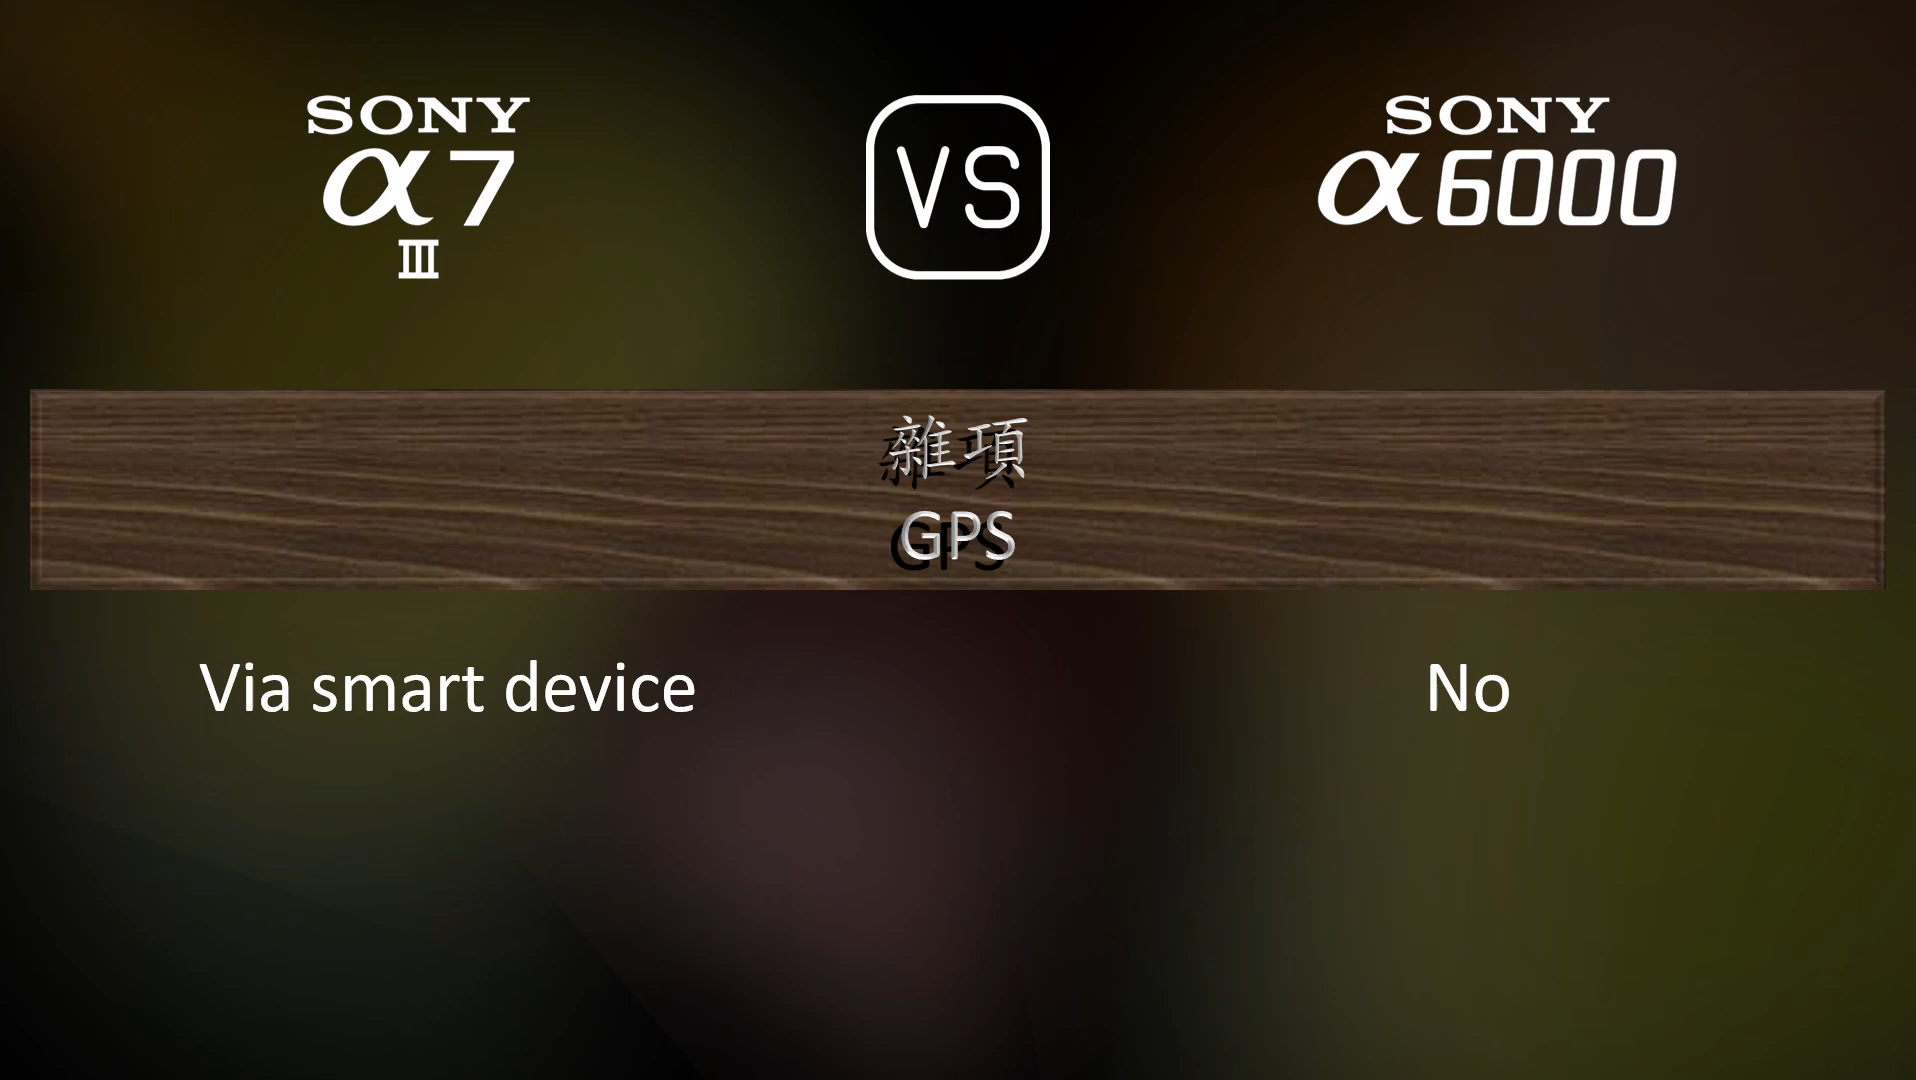 SONY
α7
III
VS
SONY
α6000
雜項
GPS
Via smart device
No